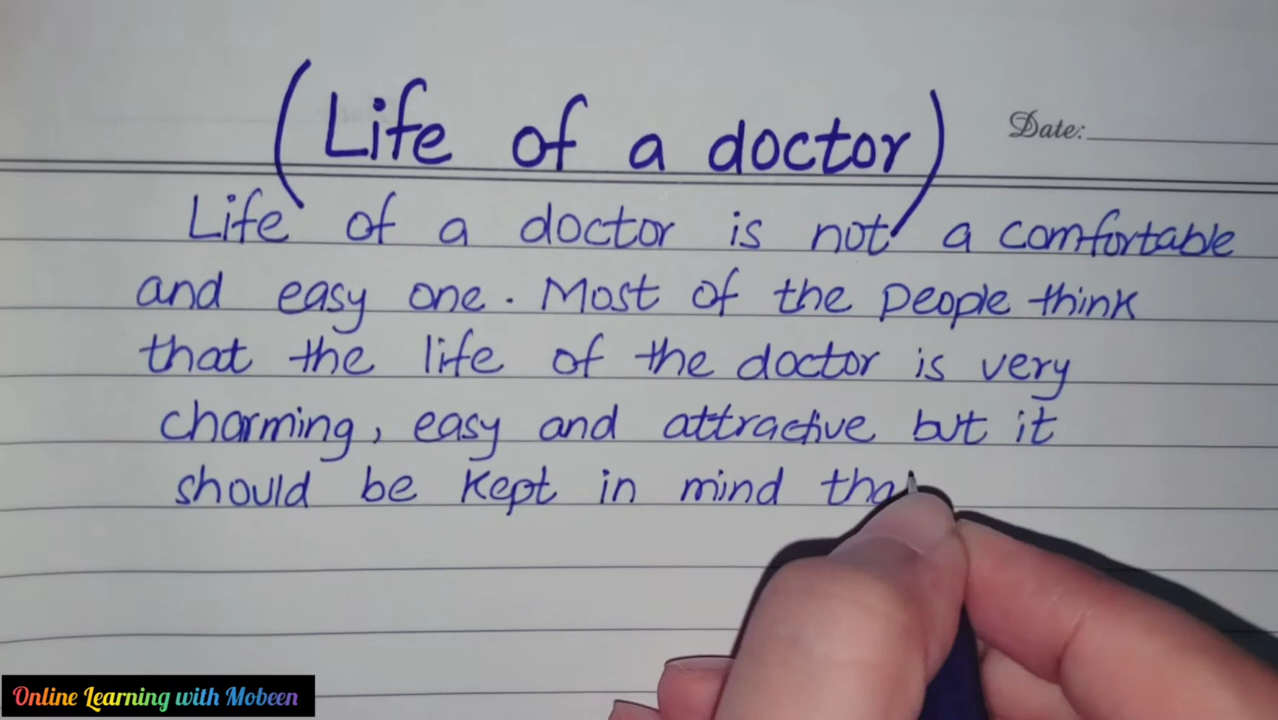 (Life of a doctor)
Date:
Life of a doctor is not a comfortable
and easy one. Most of the people think
that the life of the doctor is very
charming, easy and attractive but it
should be kept in mind tha
Online Learning with Mobeen